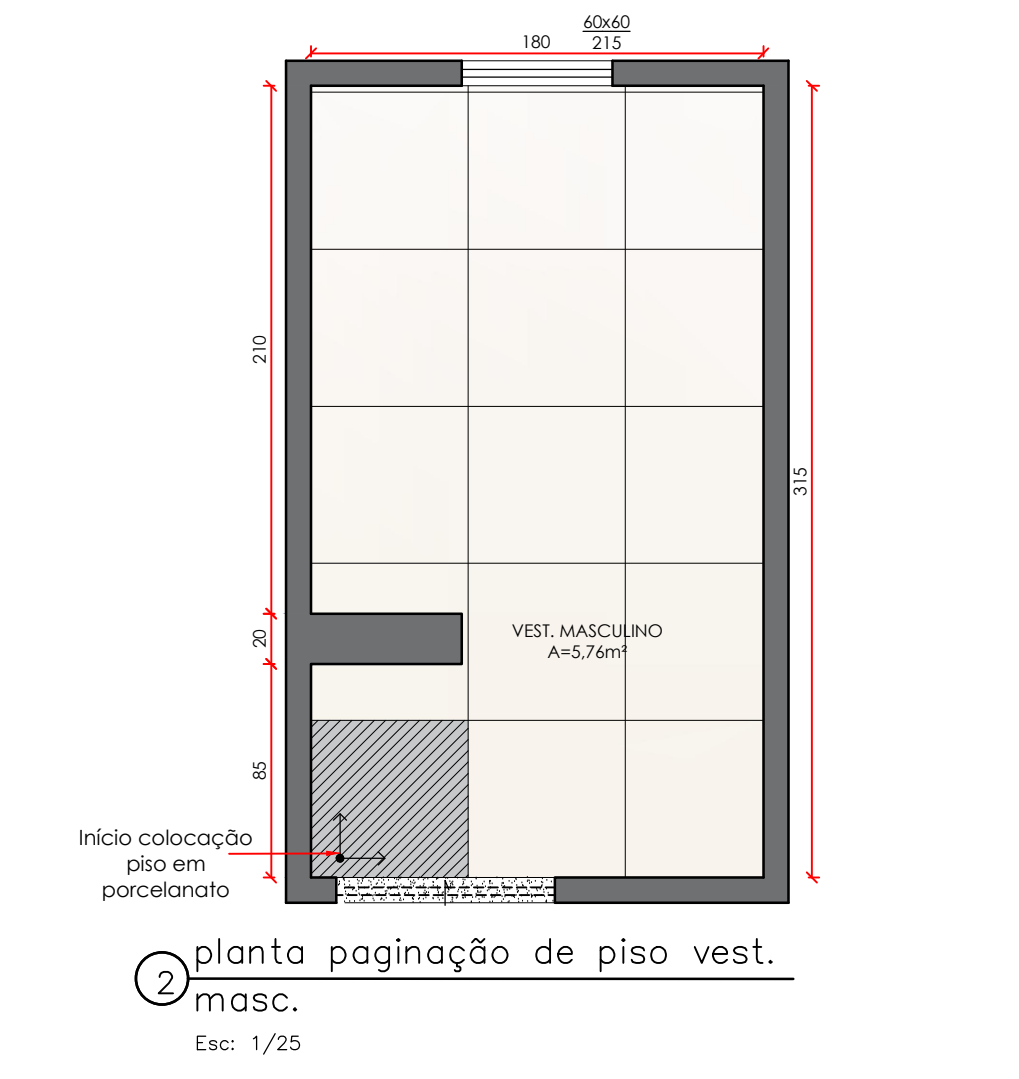 60x60
180
215
210
315
20
VEST. MASCULINO
A=5,76m²
85
Início colocação
piso em
porcelanato
2
planta paginação de piso vest.
masc.
Esc: 1/25